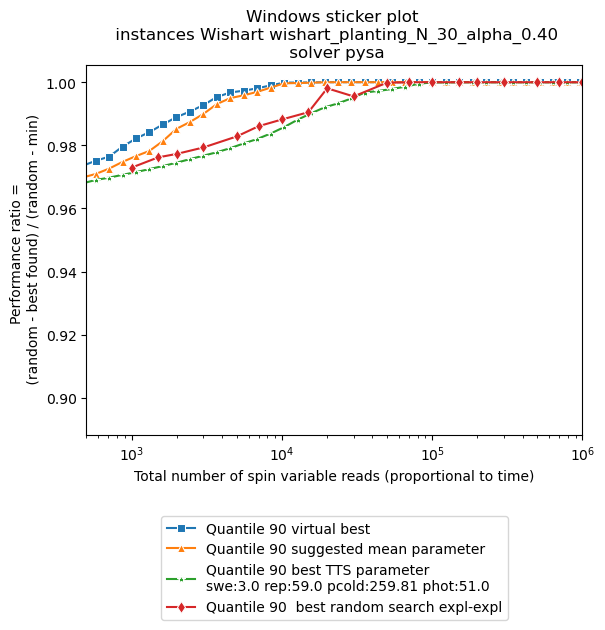 Windows sticker plot
instances Wishart wishart_planting_N_30_alpha_0.40
solver pysa
Performance ratio =
(random - best found) / (random - min)
1.00
0.98
0.96
0.94
0.92
0.90
10³
10⁴
10⁵
10⁶
Total number of spin variable reads (proportional to time)
Quantile 90 virtual best
Quantile 90 suggested mean parameter
Quantile 90 best TTS parameter
swe:3.0 rep:59.0 pcold:259.81 phot:51.0
Quantile 90  best random search expl-expl